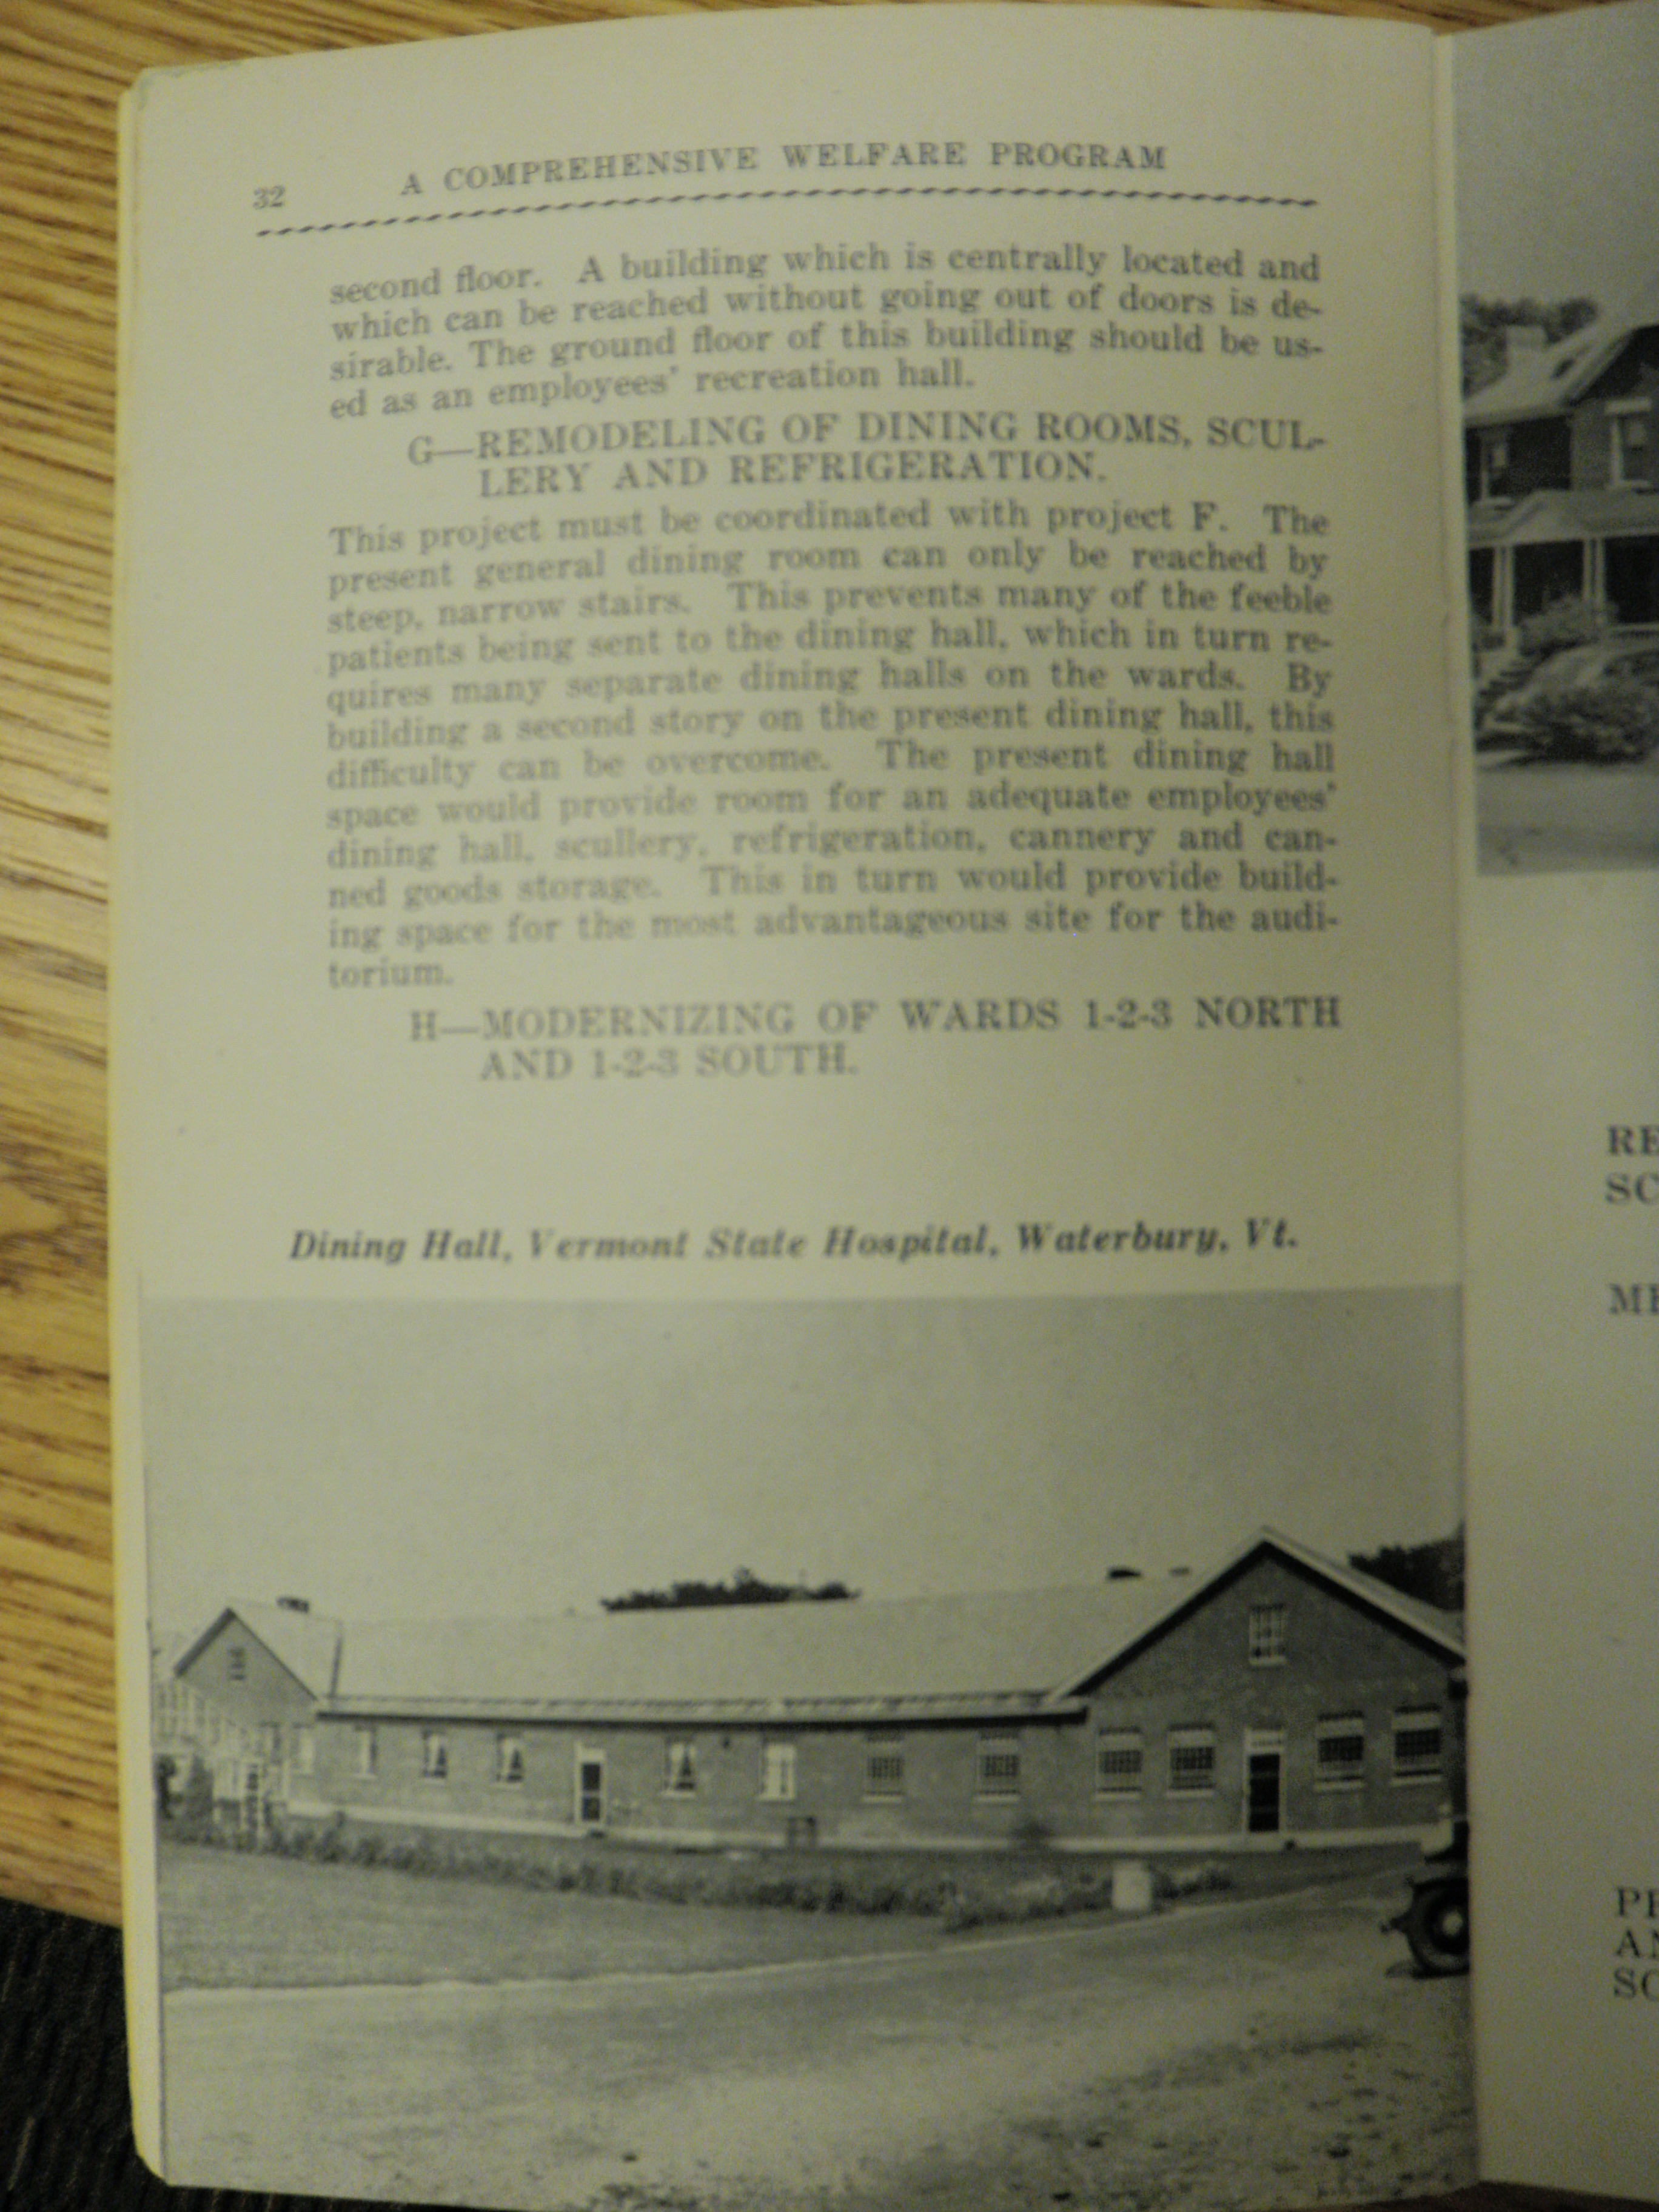 32 A COMPREHENSIVE WELFARE PROGRAM
second floor. A building which is centrally located and
which can be reached without going out of doors is de-
sirable. The ground floor of this building should be us-
ed as an employees' recreation hall.
G—REMODELING OF DINING ROOMS, SCUL-
LERY AND REFRIGERATION.
This project must be coordinated with project F. The
present general dining room can only be reached by
steep, narrow stairs. This prevents many of the feeble
patients being sent to the dining hall, which in turn re-
quires many separate dining halls on the wards. By
building a second story on the present dining hall, this
difficulty can be overcome. The present dining hall
space would provide room for an adequate employees'
dining hall, scullery, refrigeration, cannery and can-
ned goods storage. This in turn would provide build-
ing space for the most advantageous site for the audi-
torium.
H—MODERNIZING OF WARDS 1-2-3 NORTH
AND 1-2-3 SOUTH.
Dining Hall, Vermont State Hospital, Waterbury, Vt.
RE
SC